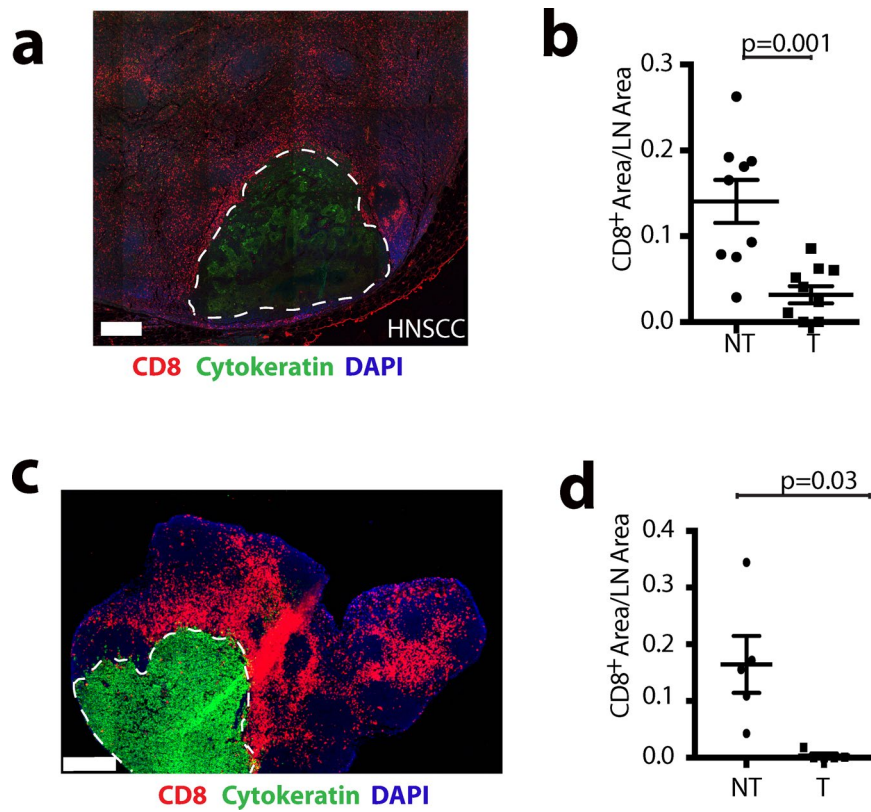 a
HNSCC
CD8 Cytokeratin DAPI
b
p=0.001
CD8+ Area/LN Area
0.3
0.2
0.1
0.0
NT T
c
CD8 Cytokeratin DAPI
d
p=0.03
CD8+ Area/LN Area
0.4
0.3
0.2
0.1
0.0
NT T